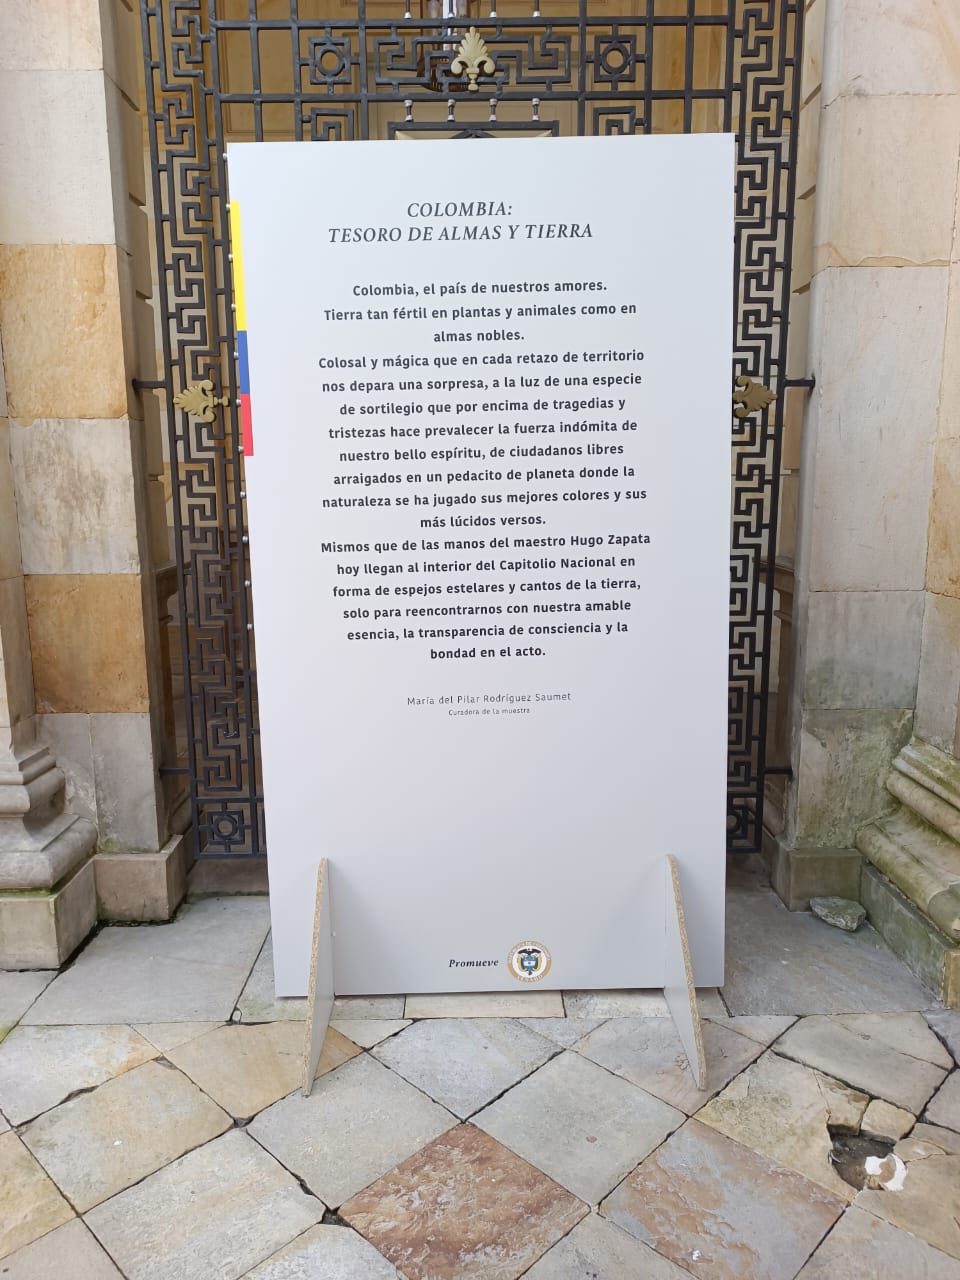 COLOMBIA:
TESORO DE ALMAS Y TIERRA
Colombia, el país de nuestros amores.
Tierra tan fértil en plantas y animales como en
almas nobles.
Colosal y mágica que en cada retazo de territorio
nos depara una sorpresa, a la luz de una especie
de sortilegio que por encima de tragedias y
tristezas hace prevalecer la fuerza indómita de
nuestro bello espíritu, de ciudadanos libres
arraigados en un pedacito de planeta donde la
naturaleza se ha jugado sus mejores colores y sus
más lúcidos versos.
Mismos que de las manos del maestro Hugo Zapata
hoy llegan al interior del Capitolio Nacional en
forma de espejos estelares y cantos de la tierra,
solo para reencontrarnos con nuestra amable
esencia, la transparencia de consciencia y la
bondad en el acto.
María del Pilar Rodríguez Saumet
Curadora de la muestra
Promueve